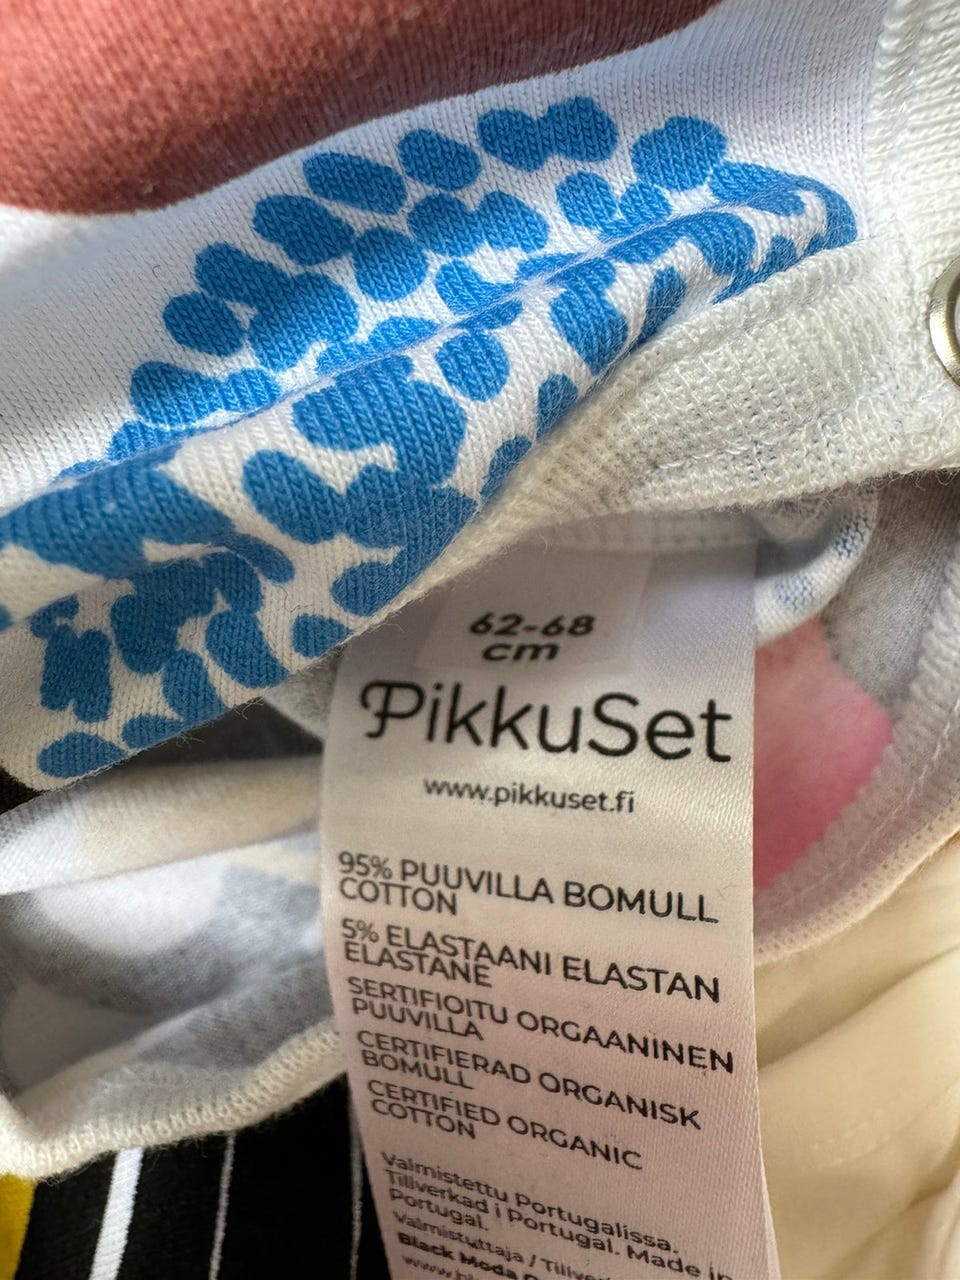 62-68
cm
PikkuSet
www.pikkuset.fi
95% PUUVILLA BOMULL
COTTON
5% ELASTAANI ELASTAN
ELASTANE
SERTIFIOITU ORGAANINEN
PUUVILLA
CERTIFIERAD ORGANISK
BOMULL
CERTIFIED ORGANIC
COTTON
Valmistettu Portugalissa.
Tillverkad i Portugal. Made in
Portugal.
Valmistuttaja /
Black Moda